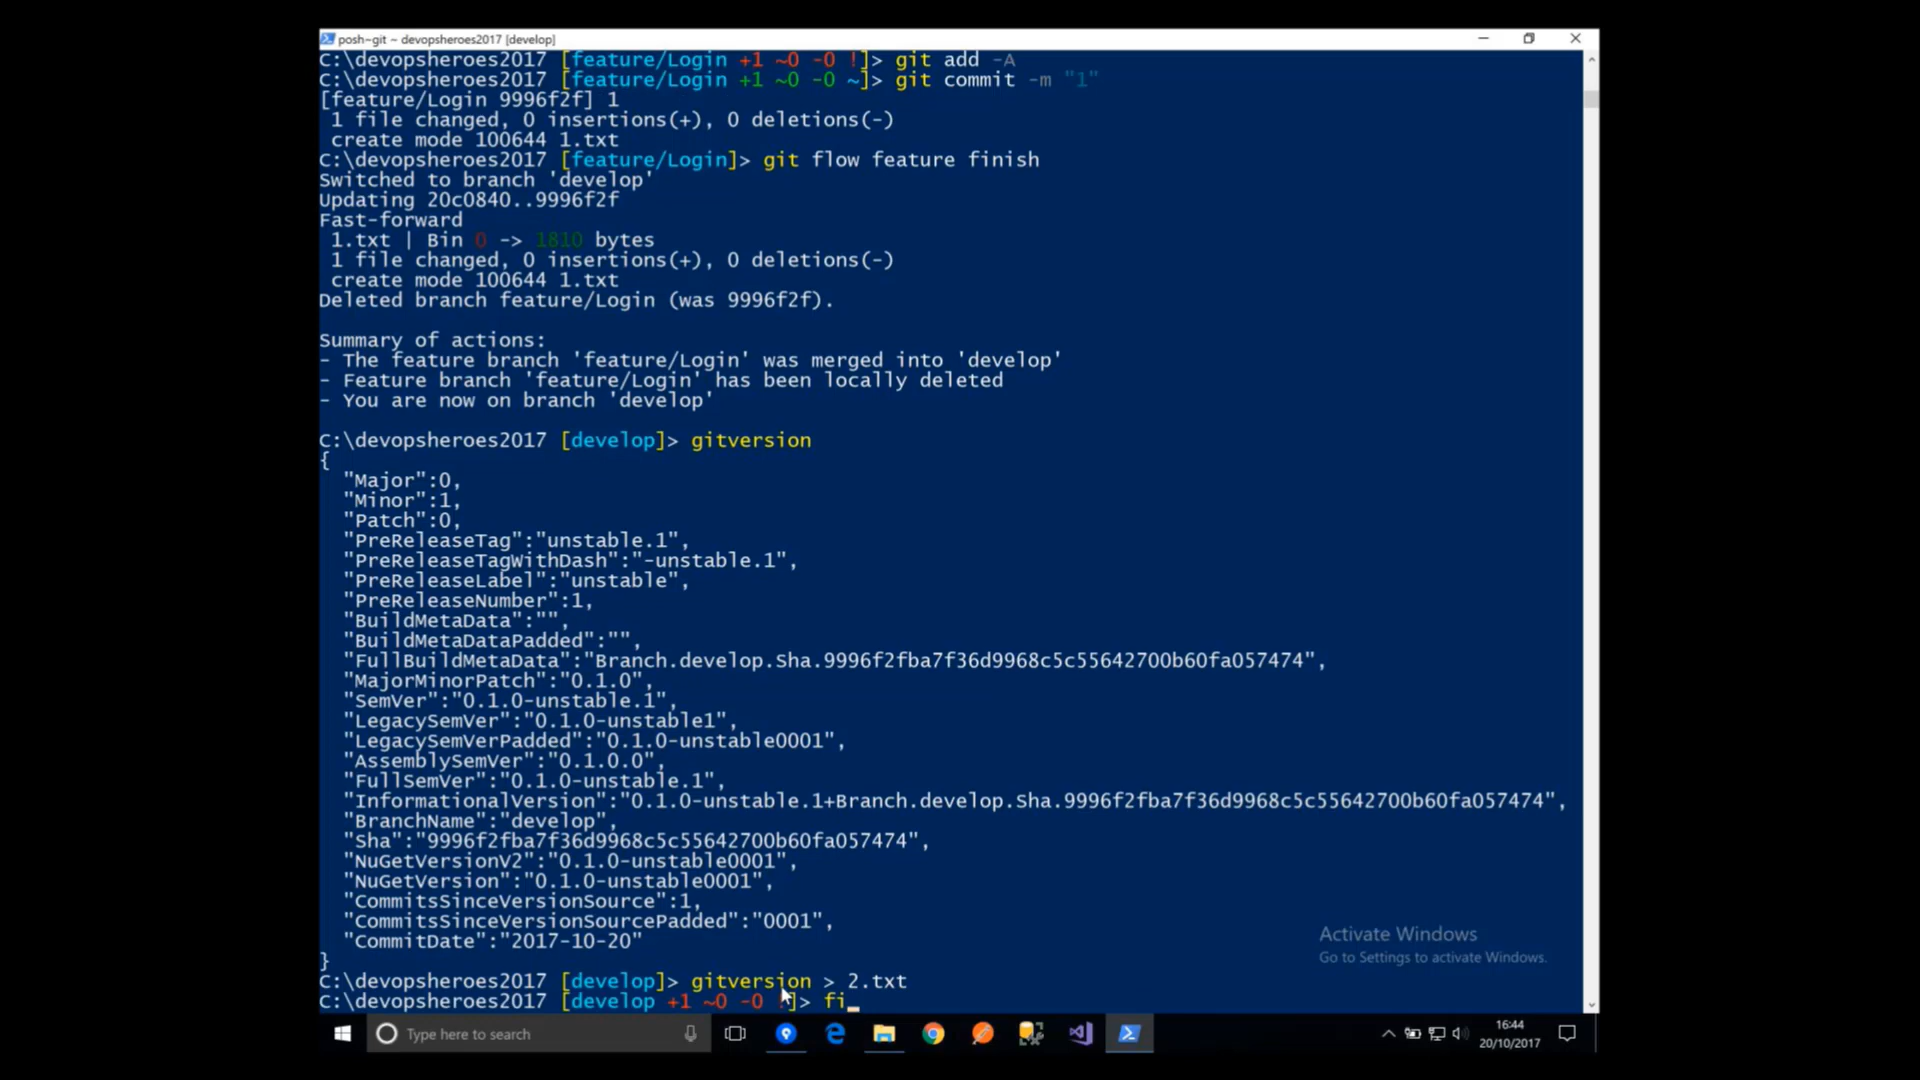 posh~git ~ devopsheroes2017 [develop]
C:\devopsheroes2017 [feature/Login +1 ~0 -0 !]> git add -A
C:\devopsheroes2017 [feature/Login +1 ~0 -0 ~]> git commit -m "1"
[feature/Login 9996f2f] 1
1 file changed, 0 insertions(+), 0 deletions(-)
create mode 100644 1.txt
C:\devopsheroes2017 [feature/Login]> git flow feature finish
Switched to branch 'develop'
Updating 20c0840..9996f2f
Fast-forward
1.txt | Bin 0 -> 1810 bytes
1 file changed, 0 insertions(+), 0 deletions(-)
create mode 100644 1.txt
Deleted branch feature/Login (was 9996f2f).
Summary of actions:
- The feature branch 'feature/Login' was merged into 'develop'
- Feature branch 'feature/Login' has been locally deleted
- You are now on branch 'develop'
C:\devopsheroes2017 [develop]> gitversion
{
"Major":0,
"Minor":1,
"Patch":0,
"PreReleaseTag":"unstable.1",
"PreReleaseTagWithDash":"-unstable.1",
"PreReleaseLabel":"unstable",
"PreReleaseNumber":1,
"BuildMetaData":"",
"BuildMetaDataPadded":"",
"FullBuildMetaData":"Branch.develop.Sha.9996f2fba7f36d9968c5c55642700b60fa057474",
"MajorMinorPatch":"0.1.0",
"SemVer":"0.1.0-unstable.1",
"LegacySemVer":"0.1.0-unstable1",
"LegacySemVerPadded":"0.1.0-unstable0001",
"AssemblySemVer":"0.1.0.0",
"FullSemVer":"0.1.0-unstable.1",
"InformationalVersion":"0.1.0-unstable.1+Branch.develop.Sha.9996f2fba7f36d9968c5c55642700b60fa057474",
"BranchName":"develop",
"Sha":"9996f2fba7f36d9968c5c55642700b60fa057474",
"NuGetVersionV2":"0.1.0-unstable0001",
"NuGetVersion":"0.1.0-unstable0001",
"CommitsSinceVersionSource":1,
"CommitsSinceVersionSourcePadded":"0001",
"CommitDate":"2017-10-20"
}
C:\devopsheroes2017 [develop]> gitversion > 2.txt
C:\devopsheroes2017 [develop +1 ~0 -0 !]> fi_
Activate Windows
Go to Settings to activate Windows.
Type here to search
16:44
20/10/2017